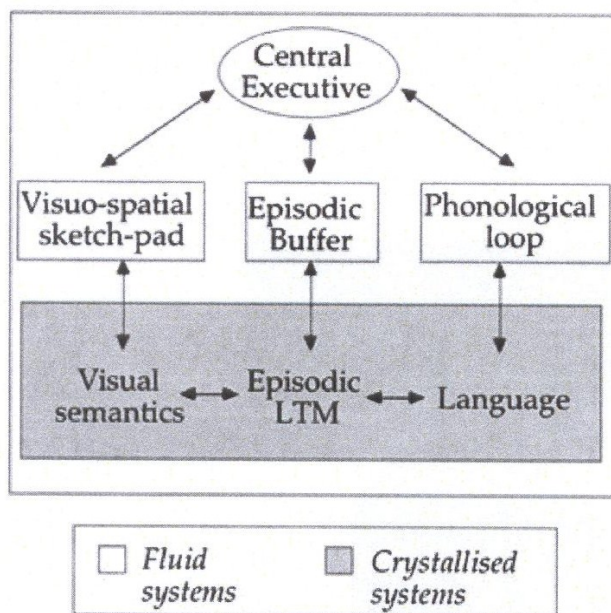 Central
Executive
Visuo-spatial
sketch-pad
Episodic
Buffer
Phonological
loop
Visual
semantics
Episodic
LTM
Language
Fluid
systems
Crystallised
systems